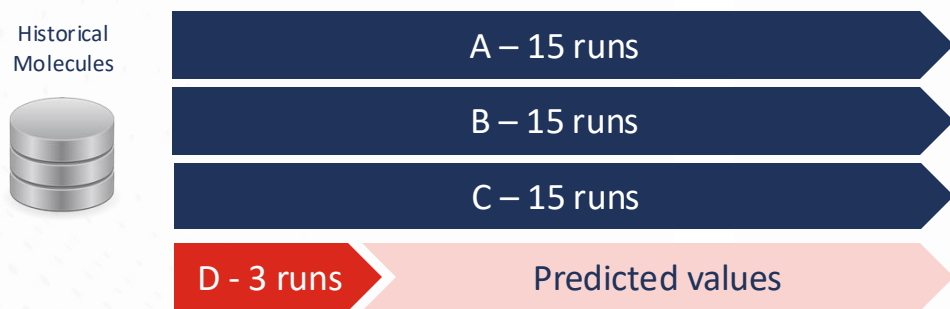 Historical
Molecules
A – 15 runs
B – 15 runs
C – 15 runs
D - 3 runs
Predicted values